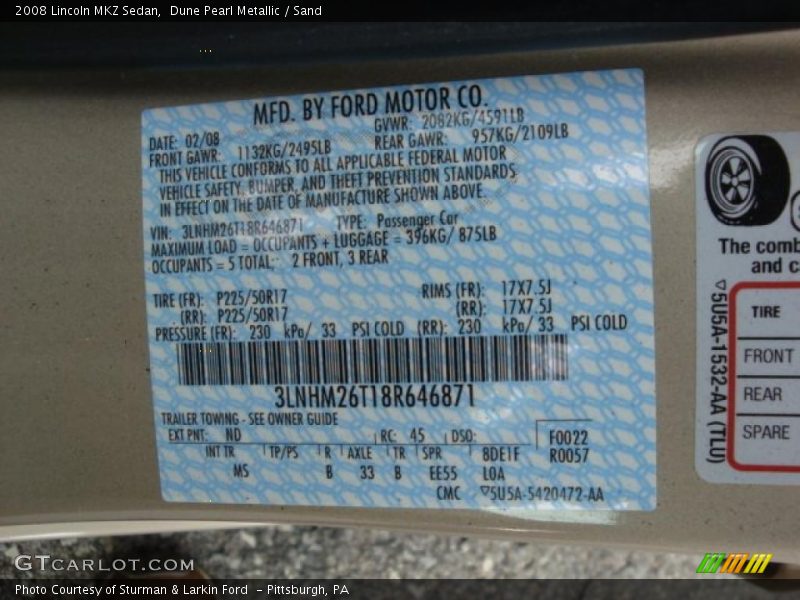 2008 Lincoln MKZ Sedan, Dune Pearl Metallic / Sand
MFD. BY FORD MOTOR CO.
DATE: 02/08 GVWR: 2082KG/4591LB
FRONT GAWR: 1132KG/2495LB REAR GAWR: 957KG/2109LB
THIS VEHICLE CONFORMS TO ALL APPLICABLE FEDERAL MOTOR
VEHICLE SAFETY, BUMPER, AND THEFT PREVENTION STANDARDS
IN EFFECT ON THE DATE OF MANUFACTURE SHOWN ABOVE.
VIN: 3LNHM26T18R646871 TYPE: Passenger Car
MAXIMUM LOAD = OCCUPANTS + LUGGAGE = 396KG/ 875LB
OCCUPANTS = 5 TOTAL: 2 FRONT, 3 REAR
TIRE (FR): P225/50R17 RIMS (FR): 17X7.5J
(RR): P225/50R17 (RR): 17X7.5J
PRESSURE (FR): 230 kPa/ 33 PSI COLD (RR): 230 kPa/ 33 PSI COLD
3LNHM26T18R646871
TRAILER TOWING - SEE OWNER GUIDE
EXT PNT: ND RC: 45 DSO: F0022
INT TR TP/PS R AXLE TR SPR 8DE1F R0057
MS B 33 B EE55 L0A
CMC ▽5U5A-5420472-AA
The comb
and c
▽5U5A-1532-AA (TLU)
TIRE
FRONT
REAR
SPARE
GTCARLOT.COM
Photo Courtesy of Sturman & Larkin Ford - Pittsburgh, PA